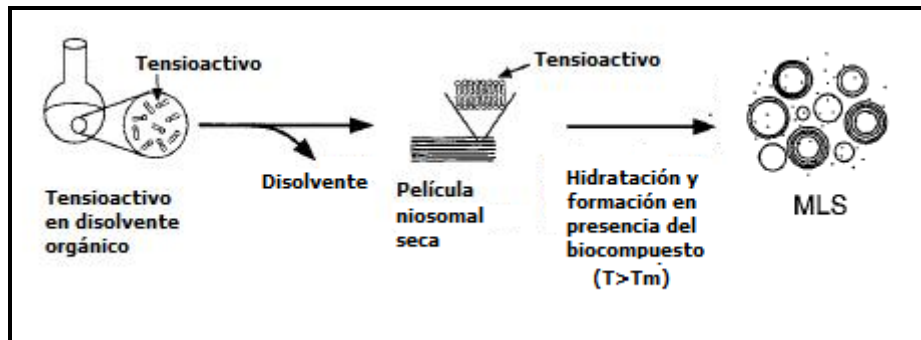 Tensioactivo
Tensioactivo
en disolvente
orgánico
Disolvente
Tensioactivo
Película
niosomal
seca
Hidratación y
formación en
presencia del
biocompuesto
(T>Tm)
MLS